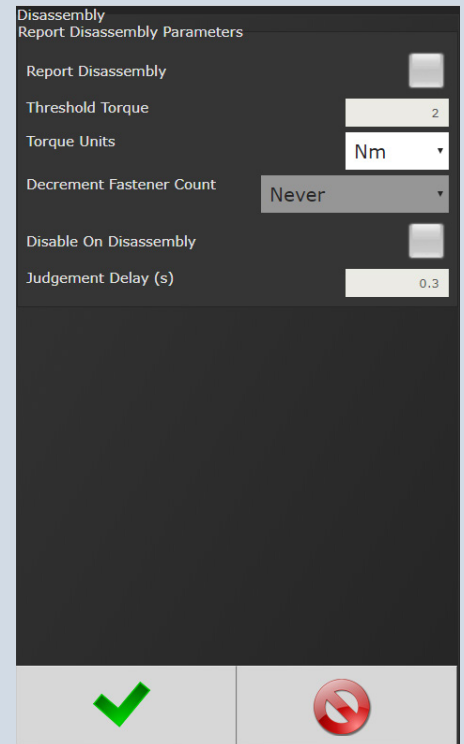 Disassembly
Report Disassembly Parameters
Report Disassembly
Threshold Torque 2
Torque Units Nm
Decrement Fastener Count Never
Disable On Disassembly
Judgement Delay (s) 0.3